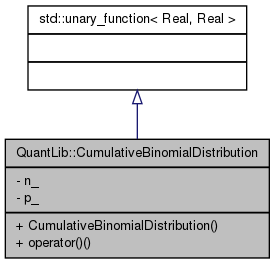 std::unary_function< Real, Real >
QuantLib::CumulativeBinomialDistribution
- n_
- p_
+ CumulativeBinomialDistribution()
+ operator()()